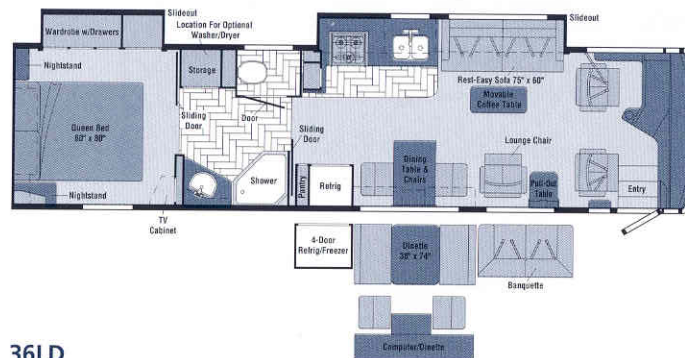 Slideout
Location For Optional
Washer/Dryer
Slideout
Wardrobe w/Drawers
Nightstand
Storage
Rest-Easy Sofa 75" x 60"
Movable
Coffee Table
Queen Bed
60" x 80"
Sliding
Door
Door
Sliding
Door
Lounge Chair
Dining
Table &
Chairs
Pull-Out
Table
Shower
Pantry
Refrig
Entry
Nightstand
TV
Cabinet
4-Door
Refrig/Freezer
Dinette
38" x 74"
Banquette
Computer/Dinette
36LD